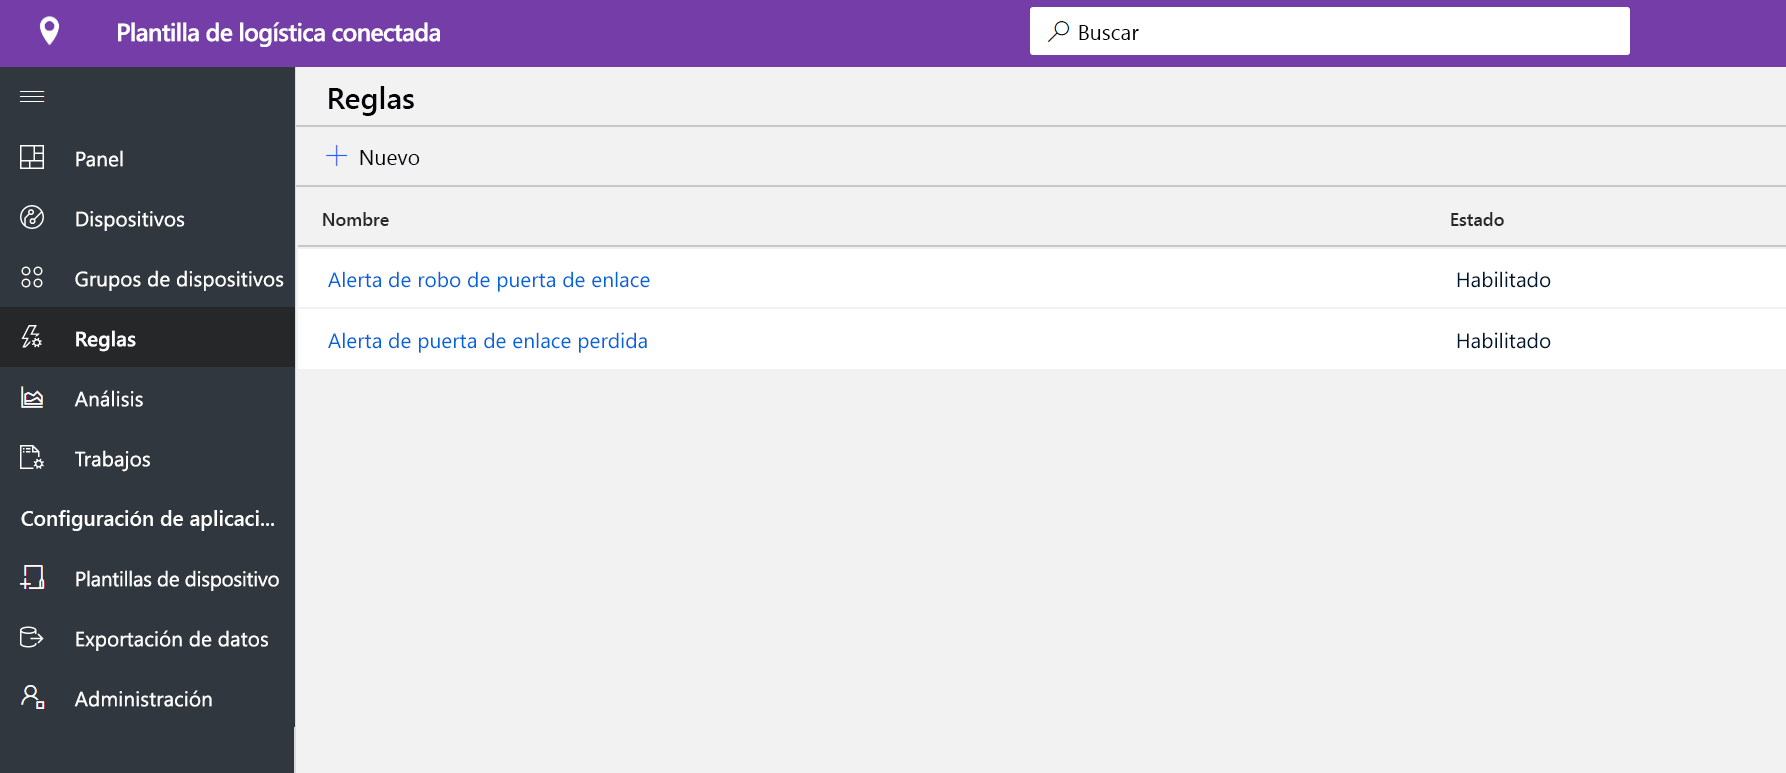 Plantilla de logística conectada
Buscar
Reglas
Nuevo
Nombre Estado
Alerta de robo de puerta de enlace Habilitado
Alerta de puerta de enlace perdida Habilitado
Panel
Dispositivos
Grupos de dispositivos
Reglas
Análisis
Trabajos
Configuración de aplicaci...
Plantillas de dispositivo
Exportación de datos
Administración